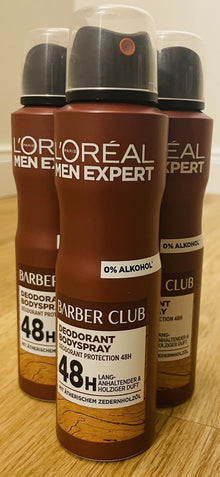 L'ORÉAL
PARIS
MEN EXPERT
0% ALKOHOL*
BARBER CLUB
DEODORANT
BODYSPRAY
DEODORANT PROTECTION 48H
48H
LANG-
ANHALTENDER &
HOLZIGER DUFT
MIT ÄTHERISCHEM ZEDERNHOLZÖL